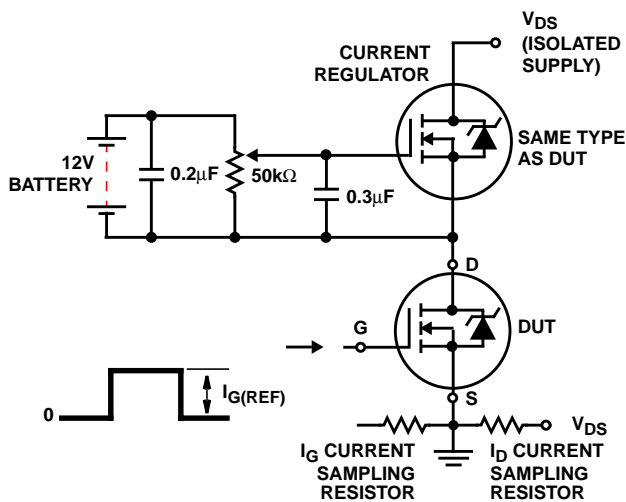 V_DS
(ISOLATED
SUPPLY)
CURRENT
REGULATOR
SAME TYPE
AS DUT
12V
BATTERY
0.2μF
50kΩ
0.3μF
D
DUT
G
I_G(REF)
0
S
V_DS
I_G CURRENT
SAMPLING
RESISTOR
I_D CURRENT
SAMPLING
RESISTOR